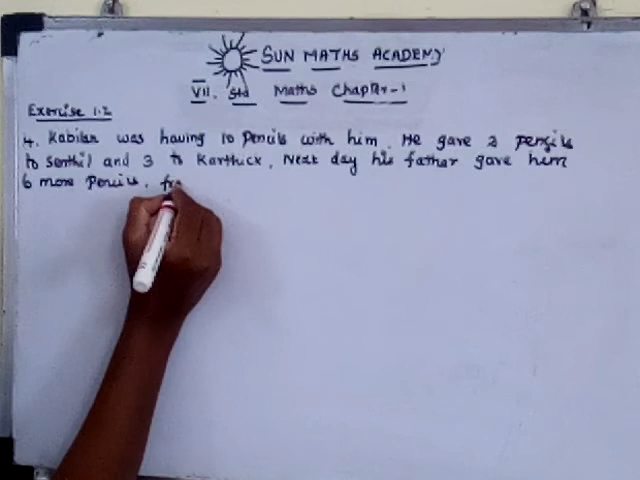 SUN MATHS ACADEMY
VII. Std Maths Chapter-1
Exercise 1.2
4. Kabilan was having 10 pencils with him. He gave 2 pencils
to Senthil and 3 to Karthick. Next day his father gave him
6 more pencils,